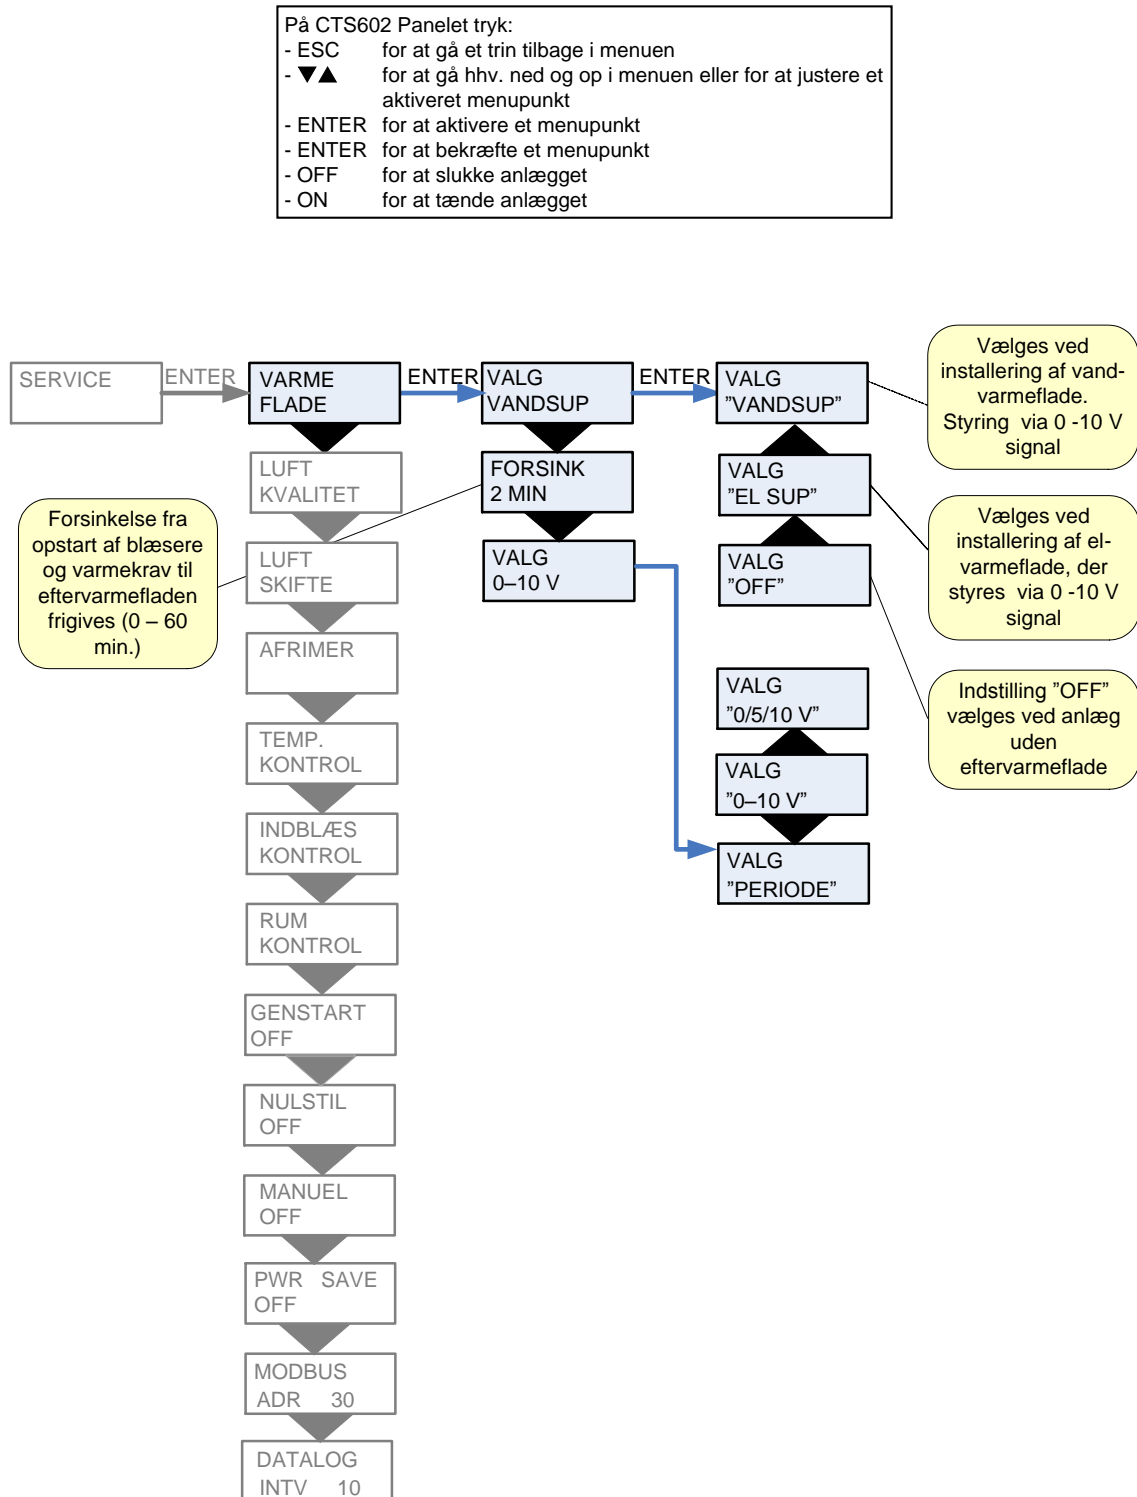 På CTS602 Panelet tryk:
- ESC for at gå et trin tilbage i menuen
- ▼▲ for at gå hhv. ned og op i menuen eller for at justere et
aktiveret menupunkt
- ENTER for at aktivere et menupunkt
- ENTER for at bekræfte et menupunkt
- OFF for at slukke anlægget
- ON for at tænde anlægget
SERVICE
ENTER
VARME
FLADE
ENTER
VALG
VANDSUP
ENTER
VALG
"VANDSUP"
Vælges ved
installering af vand-
varmeflade.
Styring via 0 -10 V
signal
LUFT
KVALITET
FORSINK
2 MIN
VALG
"EL SUP"
Forsinkelse fra
opstart af blæsere
og varmekrav til
eftervarmefladen
frigives (0 – 60
min.)
LUFT
SKIFTE
VALG
0–10 V
VALG
"OFF"
Vælges ved
installering af el-
varmeflade, der
styres via 0 -10 V
signal
AFRIMER
VALG
"0/5/10 V"
Indstilling "OFF"
vælges ved anlæg
uden
eftervarmeflade
TEMP.
KONTROL
VALG
"0–10 V"
INDBLÆS
KONTROL
VALG
"PERIODE"
RUM
KONTROL
GENSTART
OFF
NULSTIL
OFF
MANUEL
OFF
PWR SAVE
OFF
MODBUS
ADR 30
DATALOG
INTV 10